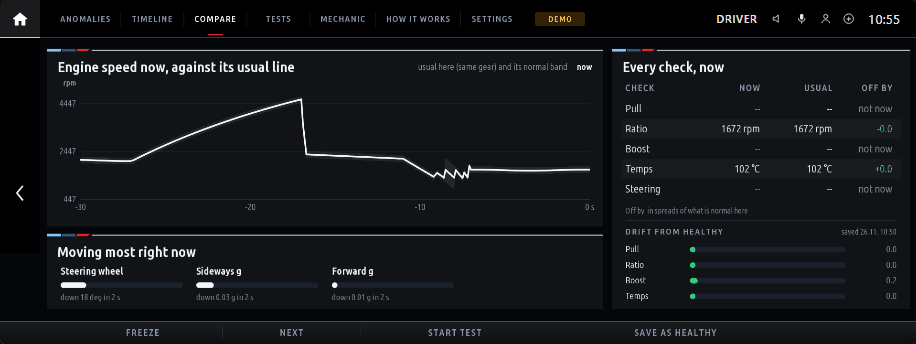 ANOMALIES TIMELINE COMPARE TESTS MECHANIC HOW IT WORKS SETTINGS DEMO DRIVER 10:55
Engine speed now, against its usual line
usual here (same gear) and its normal band now
rpm
4447
2447
447
-30 -20 -10 0 s
Moving most right now
Steering wheel Sideways g Forward g
down 18 deg in 2 s down 0.03 g in 2 s down 0.01 g in 2 s
Every check, now
CHECK NOW USUAL OFF BY
Pull -- -- not now
Ratio 1672 rpm 1672 rpm -0.0
Boost -- -- not now
Temps 102 °C 102 °C +0.0
Steering -- -- not now
Off by: in spreads of what is normal here
DRIFT FROM HEALTHY saved 26.11. 10:50
Pull 0.0
Ratio 0.0
Boost 0.2
Temps 0.0
FREEZE NEXT START TEST SAVE AS HEALTHY